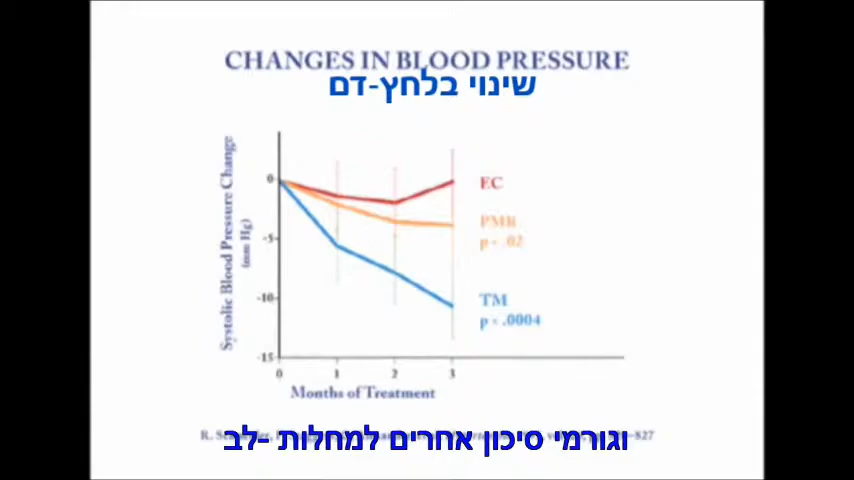 CHANGES IN BLOOD PRESSURE
שינוי בלחץ-דם
Systolic Blood Pressure Change
(mm Hg)
0
-5
-10
-15
0 1 2 3
Months of Treatment
EC
PMR
p = .02
TM
p = .0004
וגורמי סיכון אחרים למחלות -לב
R.
827